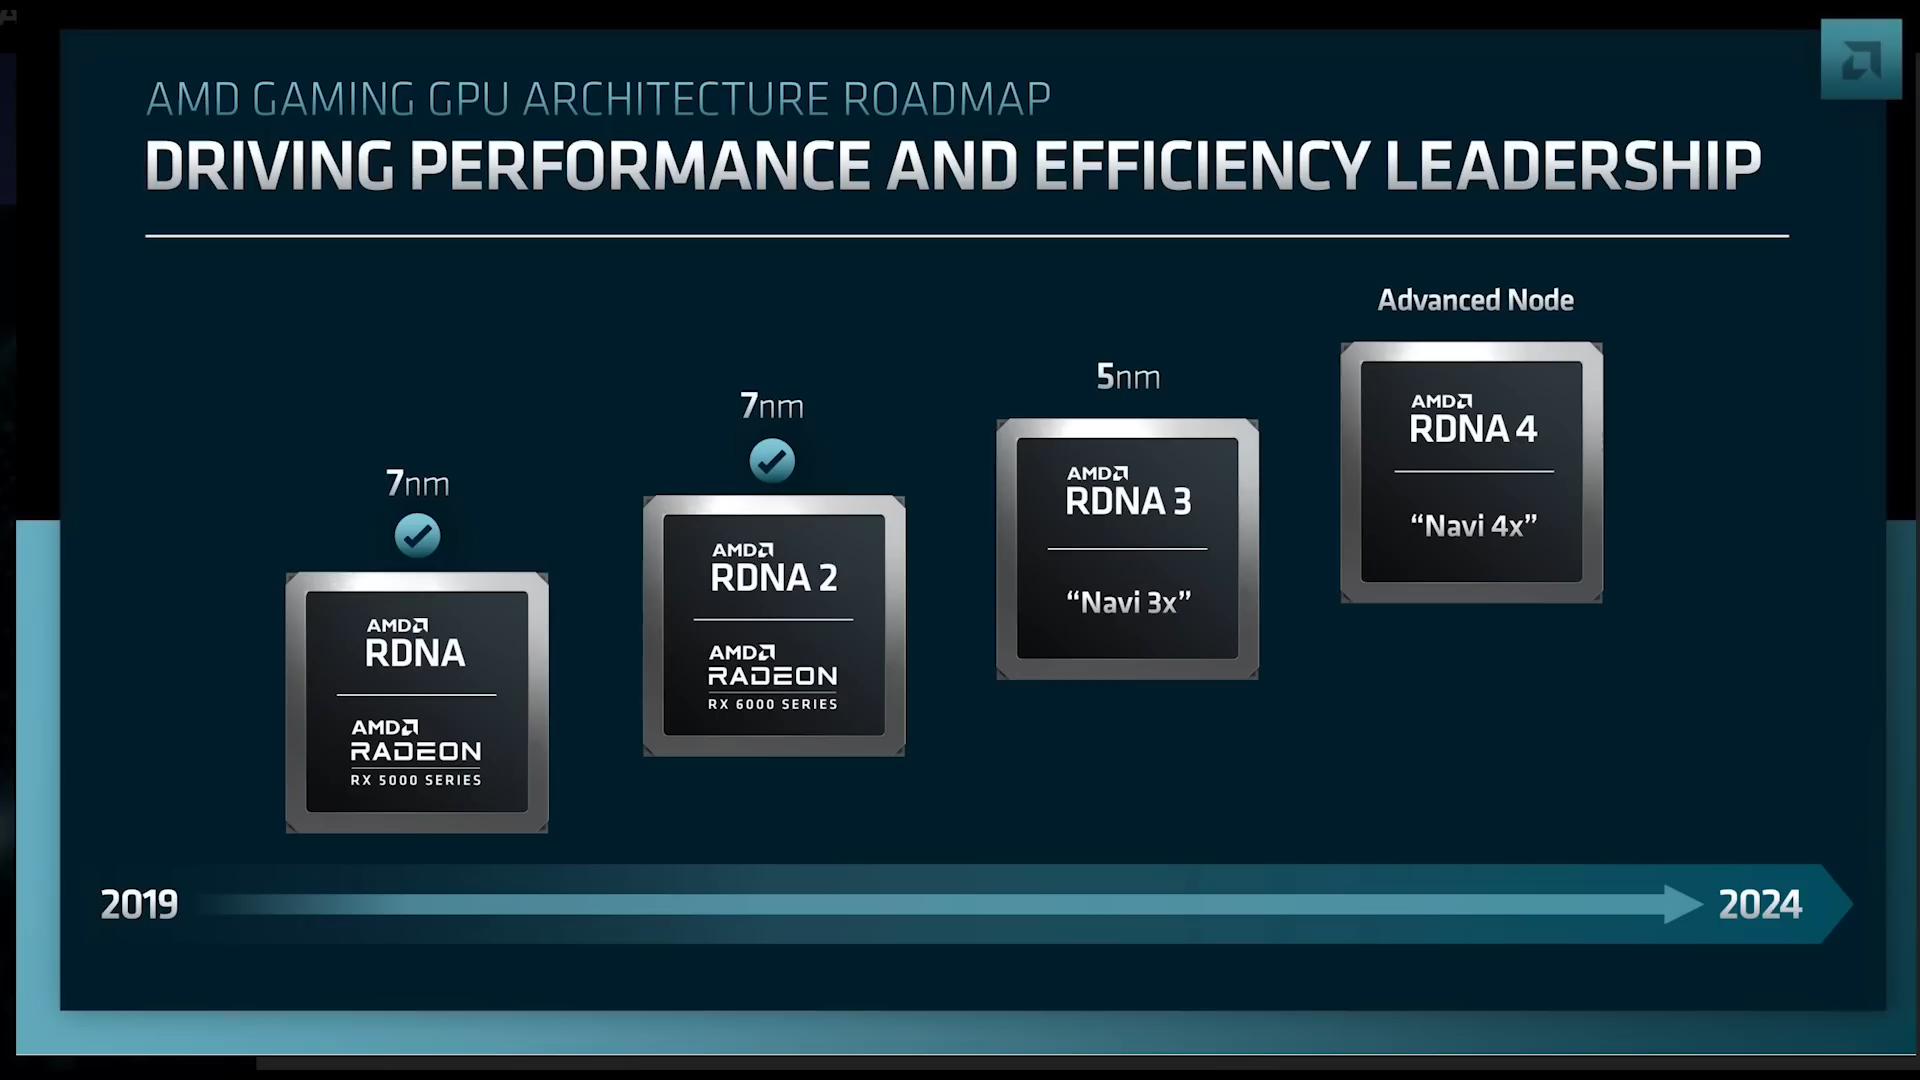 AMD GAMING GPU ARCHITECTURE ROADMAP
DRIVING PERFORMANCE AND EFFICIENCY LEADERSHIP
7nm
AMD
RDNA
AMD
RADEON
RX 5000 SERIES
7nm
AMD
RDNA 2
AMD
RADEON
RX 6000 SERIES
5nm
AMD
RDNA 3
“Navi 3x”
Advanced Node
AMD
RDNA 4
“Navi 4x”
2019
2024